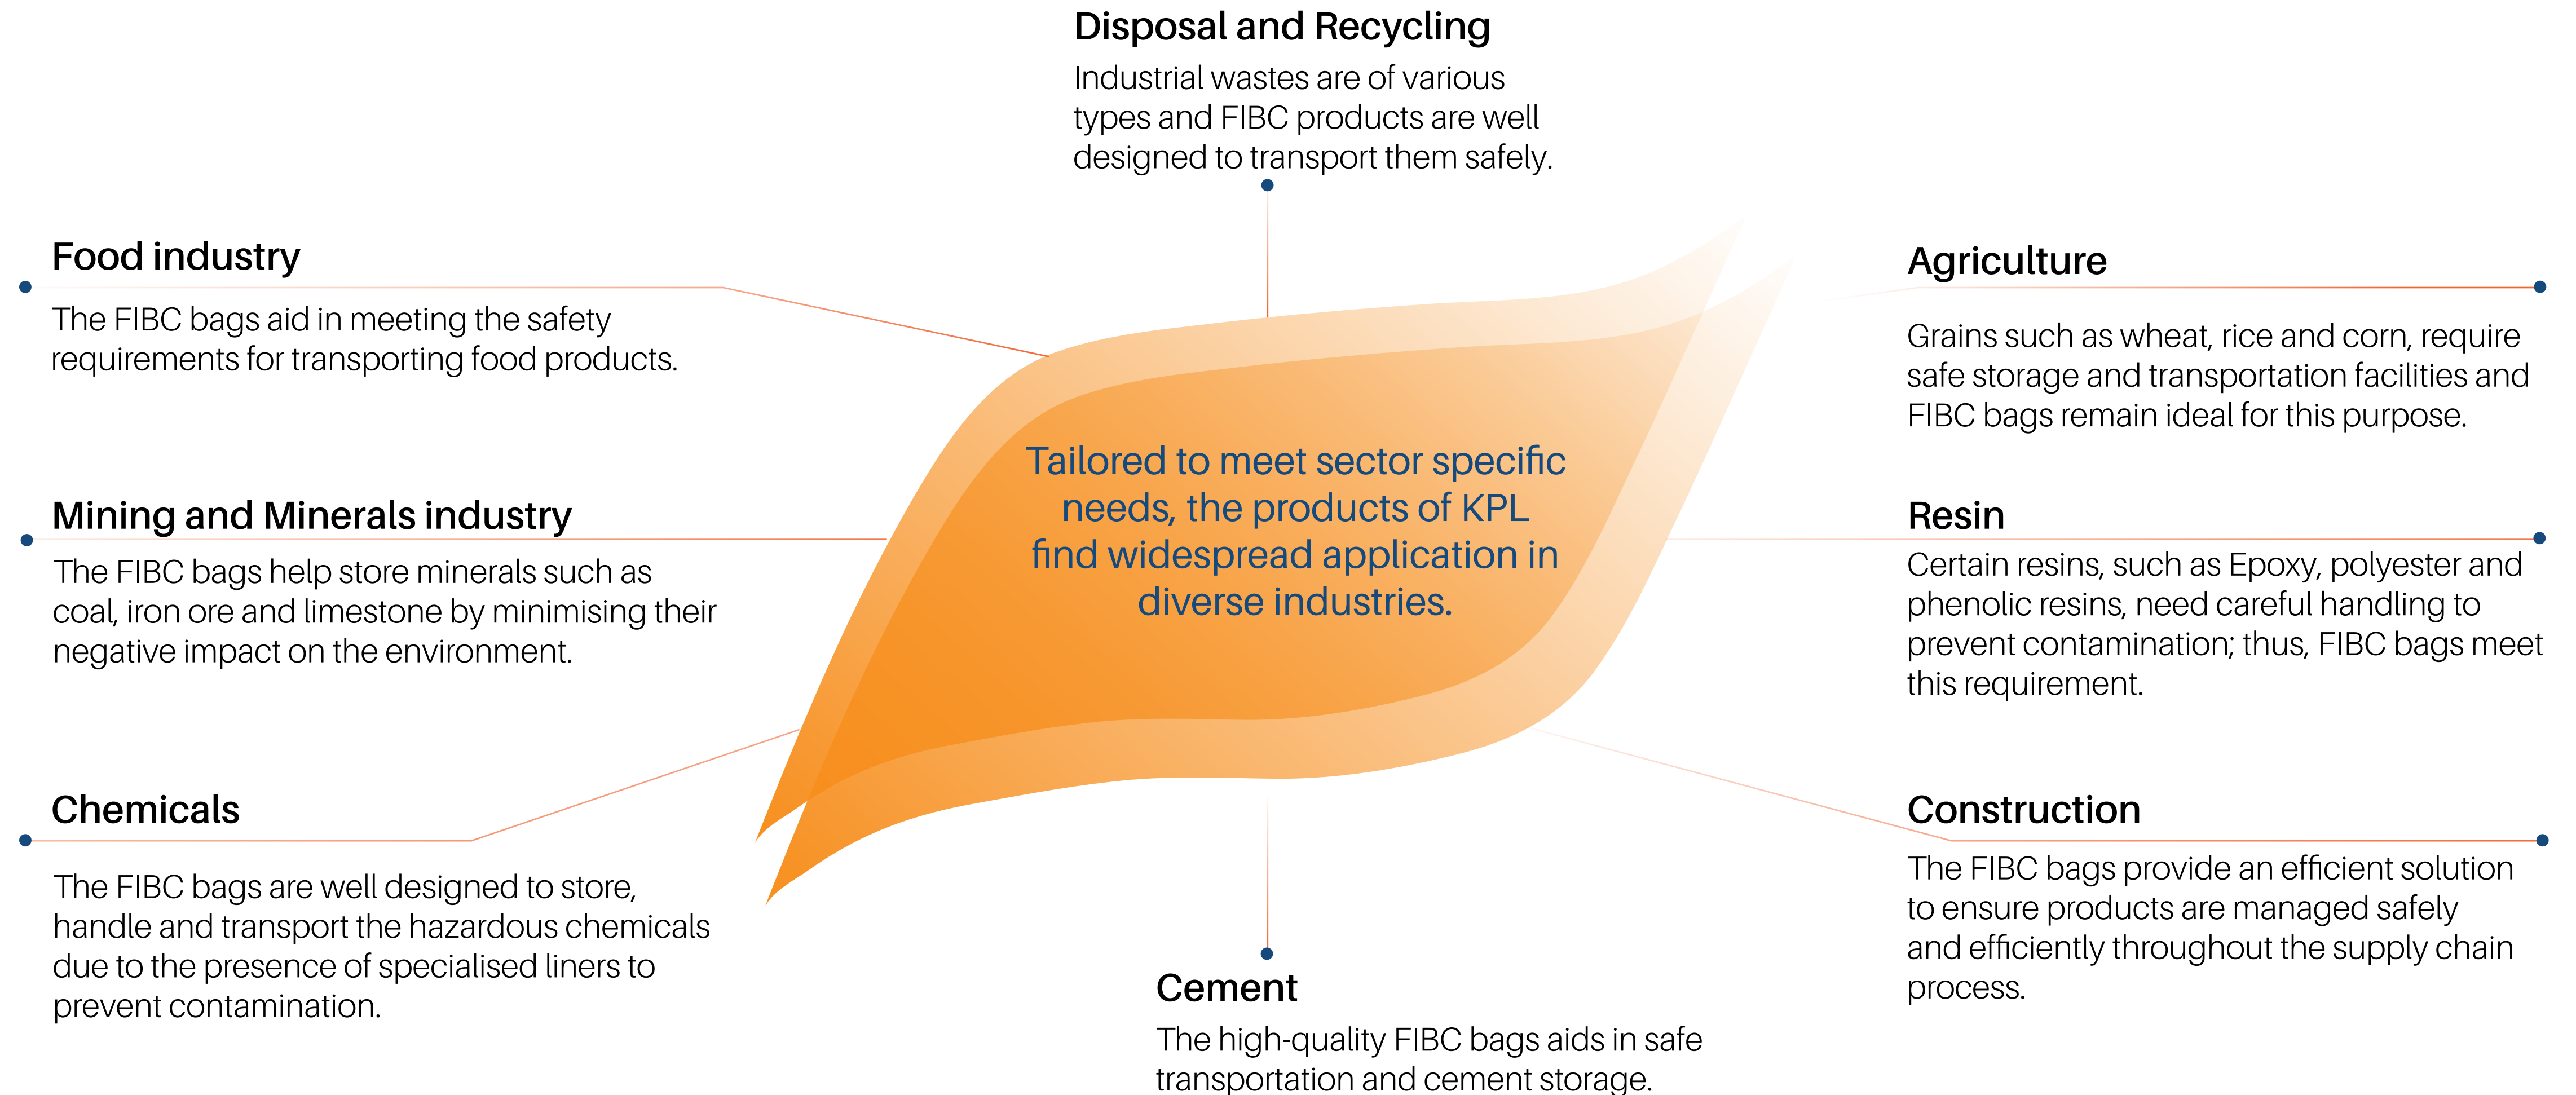 Disposal and Recycling
Industrial wastes are of various
types and FIBC products are well
designed to transport them safely.
Food industry
The FIBC bags aid in meeting the safety
requirements for transporting food products.
Mining and Minerals industry
The FIBC bags help store minerals such as
coal, iron ore and limestone by minimising their
negative impact on the environment.
Chemicals
The FIBC bags are well designed to store,
handle and transport the hazardous chemicals
due to the presence of specialised liners to
prevent contamination.
Tailored to meet sector specific
needs, the products of KPL
find widespread application in
diverse industries.
Agriculture
Grains such as wheat, rice and corn, require
safe storage and transportation facilities and
FIBC bags remain ideal for this purpose.
Resin
Certain resins, such as Epoxy, polyester and
phenolic resins, need careful handling to
prevent contamination; thus, FIBC bags meet
this requirement.
Construction
The FIBC bags provide an efficient solution
to ensure products are managed safely
and efficiently throughout the supply chain
process.
Cement
The high-quality FIBC bags aids in safe
transportation and cement storage.